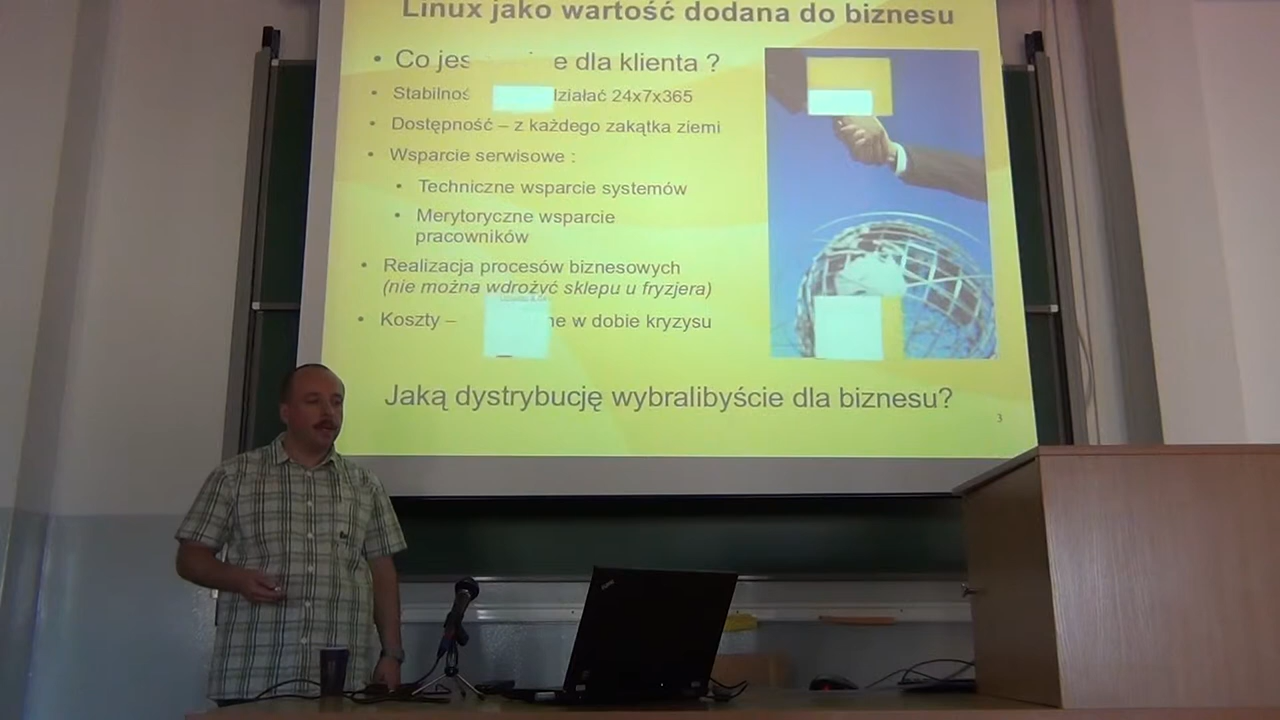 Linux jako wartość dodana do biznesu
• Co jes e dla klienta ?
• Stabilnoś działać 24x7x365
• Dostępność – z każdego zakątka ziemi
• Wsparcie serwisowe :
• Techniczne wsparcie systemów
• Merytoryczne wsparcie
pracowników
• Realizacja procesów biznesowych
(nie można wdrożyć sklepu u fryzjera)
• Koszty – ne w dobie kryzysu
Jaką dystrybucję wybralibyście dla biznesu?
3
ThinkPad